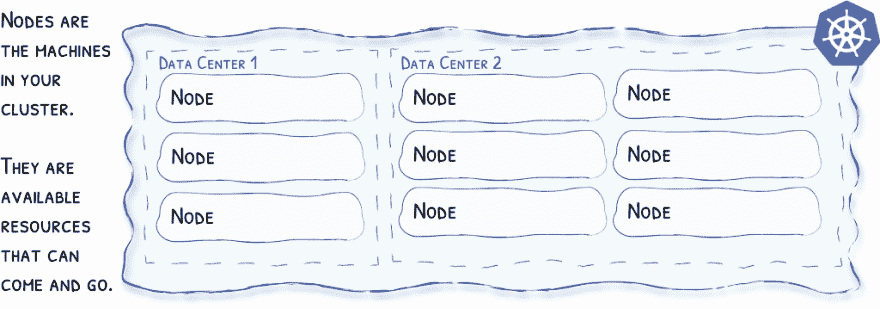 Nodes are
the machines
in your
cluster.
They are
available
resources
that can
come and go.
Data Center 1
Node
Node
Node
Data Center 2
Node
Node
Node
Node
Node
Node